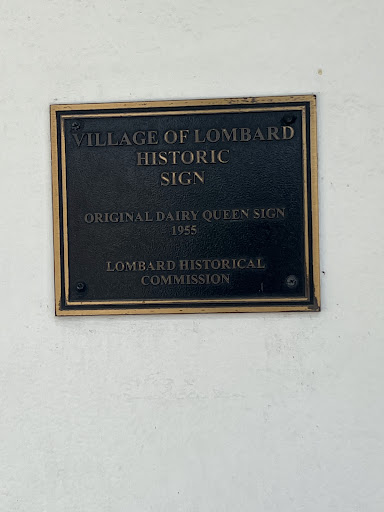 VILLAGE OF LOMBARD
HISTORIC
SIGN
ORIGINAL DAIRY QUEEN SIGN
1955
LOMBARD HISTORICAL
COMMISSION